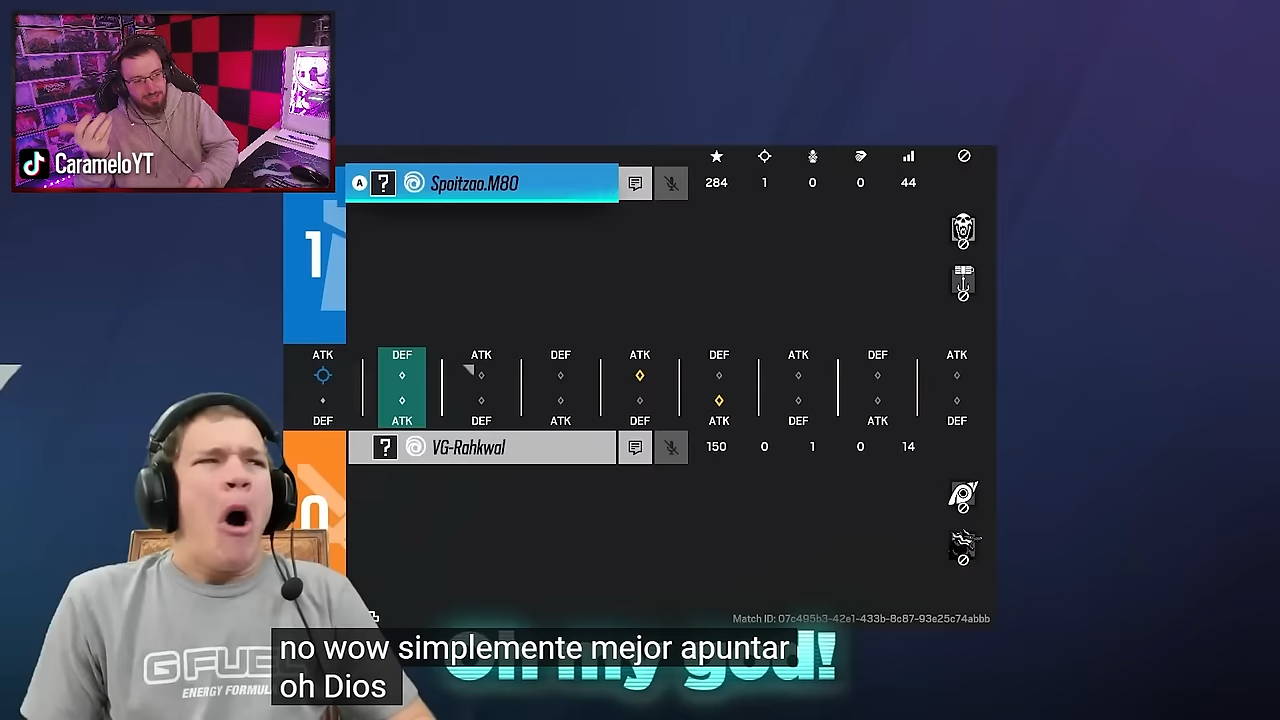 CarameloYT
A ? Spoitzao.M80 284 1 0 0 44
1
ATK DEF ATK DEF ATK DEF ATK DEF ATK
DEF ATK DEF ATK DEF ATK DEF ATK DEF
? VG-Rahkwal 150 0 1 0 14
0
Match ID: 07c495b3-42e1-433b-8c87-93e25c74abbb
Oh my god!
G FUEL
ENERGY FORMULA
no wow simplemente mejor apuntar
oh Dios